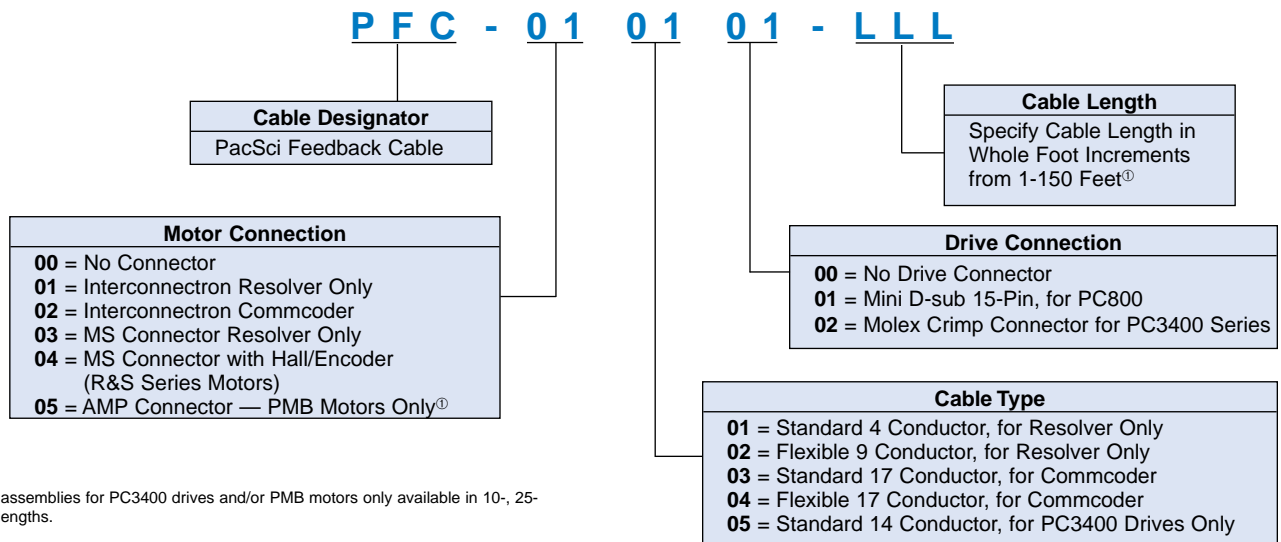 PFC - 01 01 01 - LLL
Cable Designator
PacSci Feedback Cable
Cable Length
Specify Cable Length in
Whole Foot Increments
from 1-150 Feet①
Motor Connection
00 = No Connector
01 = Interconnectron Resolver Only
02 = Interconnectron Commcoder
03 = MS Connector Resolver Only
04 = MS Connector with Hall/Encoder
(R&S Series Motors)
05 = AMP Connector — PMB Motors Only①
Drive Connection
00 = No Drive Connector
01 = Mini D-sub 15-Pin, for PC800
02 = Molex Crimp Connector for PC3400 Series
Cable Type
01 = Standard 4 Conductor, for Resolver Only
02 = Flexible 9 Conductor, for Resolver Only
03 = Standard 17 Conductor, for Commcoder
04 = Flexible 17 Conductor, for Commcoder
05 = Standard 14 Conductor, for PC3400 Drives Only
assemblies for PC3400 drives and/or PMB motors only available in 10-, 25-
engths.